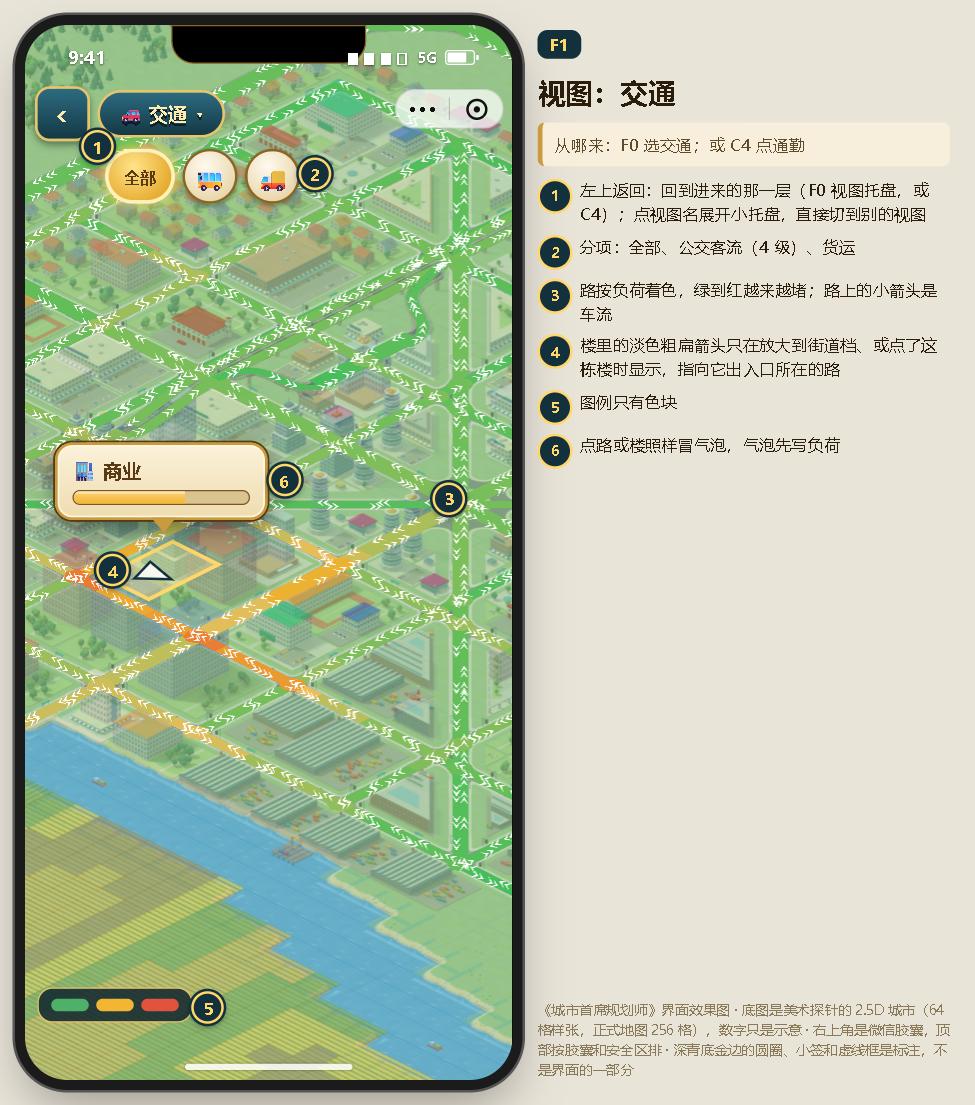 9:41
5G
交通
1
全部
2
商业
6
3
4
5
F1
视图：交通
从哪来：F0 选交通；或 C4 点通勤
1 左上返回：回到进来的那一层（F0 视图托盘，或
C4）；点视图名展开小托盘，直接切到别的视图
2 分项：全部、公交客流（4 级）、货运
3 路按负荷着色，绿到红越来越堵；路上的小箭头是
车流
4 楼里的淡色粗扁箭头只在放大到街道档、或点了这
栋楼时显示，指向它出入口所在的路
5 图例只有色块
6 点路或楼照样冒气泡，气泡先写负荷
《城市首席规划师》界面效果图 · 底图是美术探针的 2.5D 城市（64
格样张，正式地图 256 格），数字只是示意 · 右上角是微信胶囊，顶
部按胶囊和安全区排 · 深青底金边的圆圈、小签和虚线框是标注，不
是界面的一部分